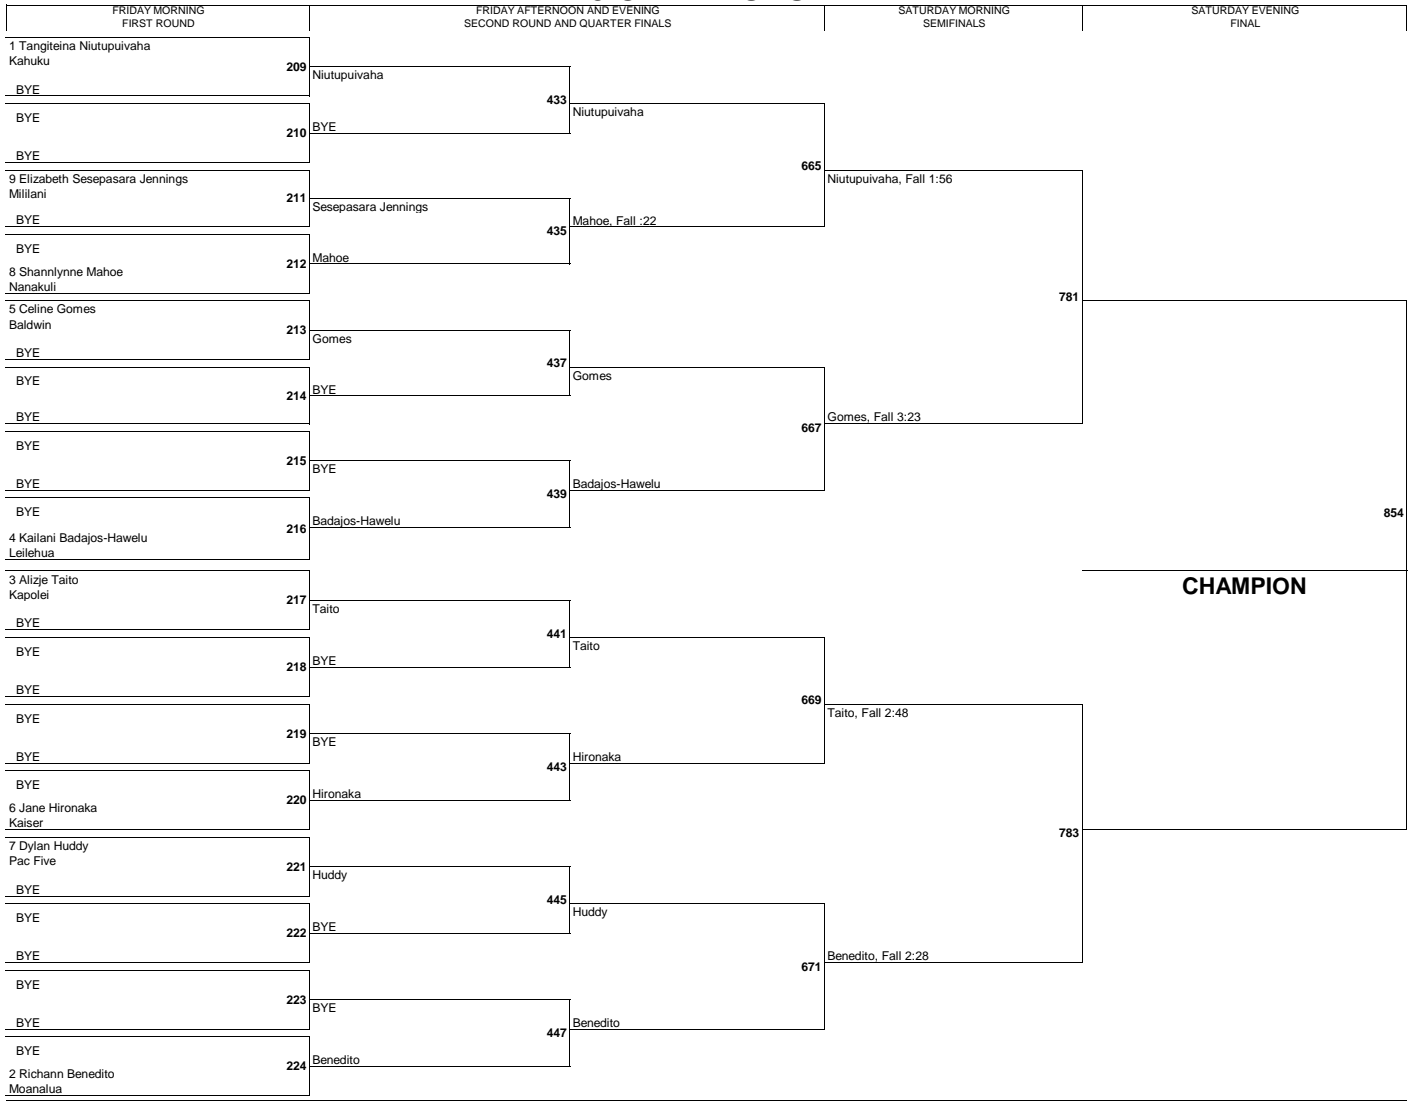 FRIDAY MORNING
FIRST ROUND
FRIDAY AFTERNOON AND EVENING
SECOND ROUND AND QUARTER FINALS
SATURDAY MORNING
SEMIFINALS
SATURDAY EVENING
FINAL
1 Tangiteina Niutupuivaha
Kahuku
209
BYE
Niutupuivaha
433
BYE
210
BYE
BYE
Niutupuivaha
665
9 Elizabeth Sesepasara Jennings
Mililani
211
BYE
Sesepasara Jennings
435
BYE
212
8 Shannlynne Mahoe
Nanakuli
Mahoe
Mahoe, Fall :22
Niutupuivaha, Fall 1:56
781
5 Celine Gomes
Baldwin
213
BYE
Gomes
437
BYE
214
BYE
BYE
Gomes
667
BYE
215
BYE
BYE
439
BYE
216
4 Kailani Badajos-Hawelu
Leilehua
Badajos-Hawelu
Badajos-Hawelu
Gomes, Fall 3:23
854
CHAMPION
3 Alizje Taito
Kapolei
217
BYE
Taito
441
BYE
218
BYE
BYE
Taito
669
BYE
219
BYE
BYE
443
BYE
220
6 Jane Hironaka
Kaiser
Hironaka
Hironaka
Taito, Fall 2:48
783
7 Dylan Huddy
Pac Five
221
BYE
Huddy
445
BYE
222
BYE
BYE
Huddy
671
BYE
223
BYE
BYE
447
BYE
224
2 Richann Benedito
Moanalua
Benedito
Benedito
Benedito, Fall 2:28